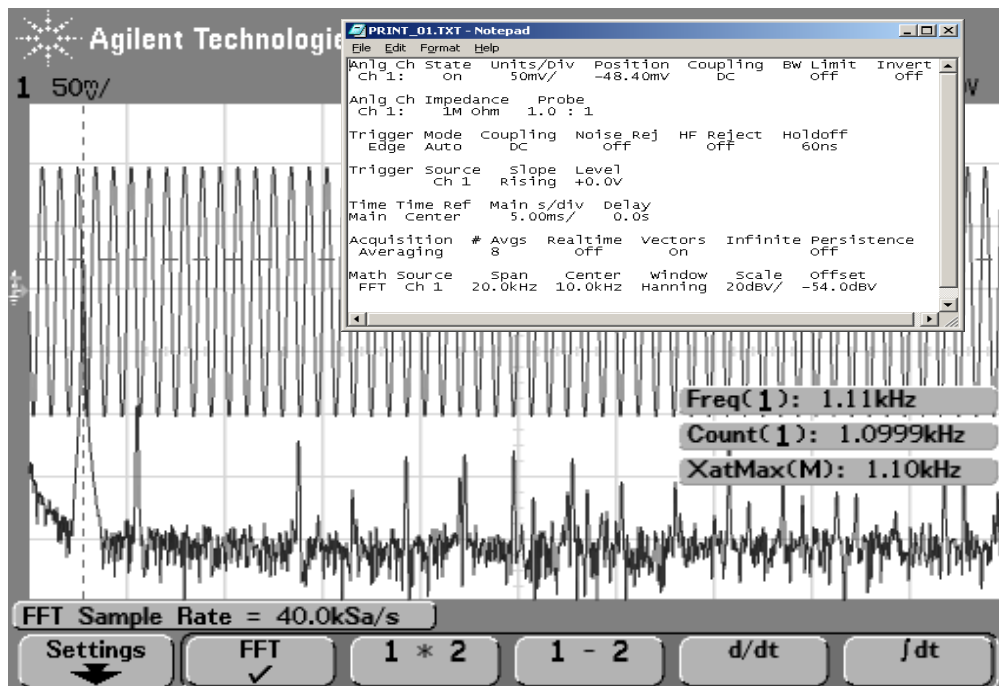 Agilent Technologie
1 50mV/
V
PRINT_01.TXT - Notepad
File Edit Format Help
Anlg Ch State Units/Div Position Coupling BW Limit Invert
Ch 1: On 50mV/ -48.40mV DC Off Off
Anlg Ch Impedance Probe
Ch 1: 1M Ohm 1.0 : 1
Trigger Mode Coupling Noise Rej HF Reject Holdoff
Edge Auto DC Off Off 60ns
Trigger Source Slope Level
Ch 1 Rising +0.0V
Time Time Ref Main s/div Delay
Main Center 5.00ms/ 0.0s
Acquisition # Avgs Realtime Vectors Infinite Persistence
Averaging 8 Off On Off
Math Source Span Center Window Scale Offset
FFT Ch 1 20.0kHz 10.0kHz Hanning 20dBV/ -54.0dBV
Freq(1): 1.11kHz
Count(1): 1.0999kHz
XatMax(M): 1.10kHz
FFT Sample Rate = 40.0kSa/s
Settings FFT 1 * 2 1 - 2 d/dt ∫dt